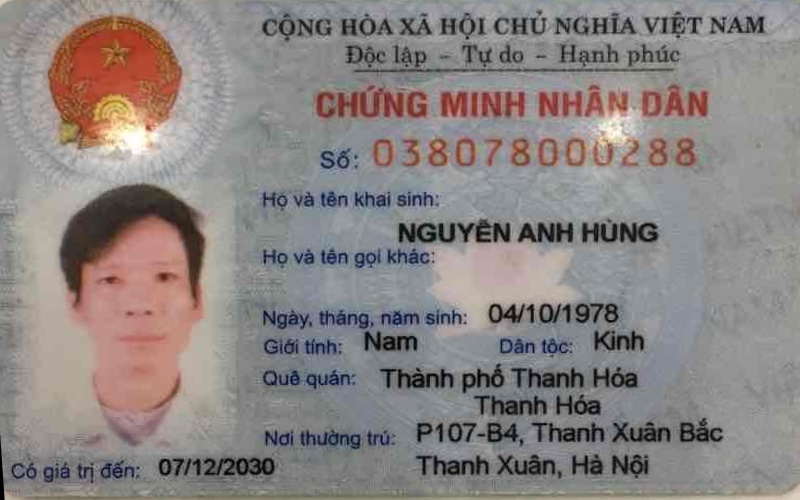 CỘNG HÒA XÃ HỘI CHỦ NGHĨA VIỆT NAM
Độc lập – Tự do – Hạnh phúc
CHỨNG MINH NHÂN DÂN
Số: 038078000288
Họ và tên khai sinh:
NGUYỄN ANH HÙNG
Họ và tên gọi khác:
Ngày, tháng, năm sinh: 04/10/1978
Giới tính: Nam Dân tộc: Kinh
Quê quán: Thành phố Thanh Hóa
Thanh Hóa
Nơi thường trú: P107-B4, Thanh Xuân Bắc
Thanh Xuân, Hà Nội
Có giá trị đến: 07/12/2030